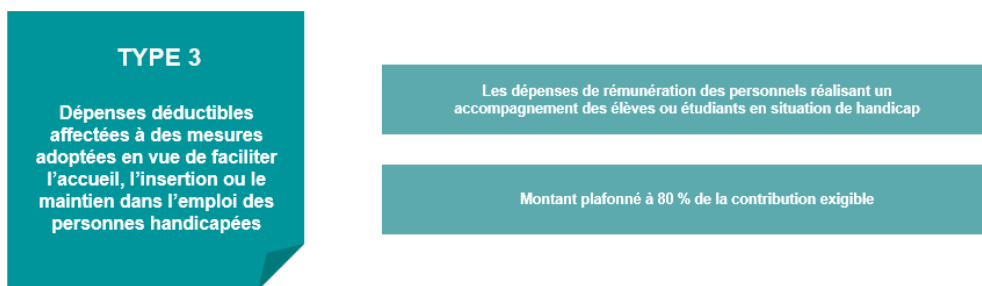 TYPE 3
Dépenses déductibles
affectées à des mesures
adoptées en vue de faciliter
l'accueil, l'insertion ou le
maintien dans l'emploi des
personnes handicapées
Les dépenses de rémunération des personnels réalisant un
accompagnement des élèves ou étudiants en situation de handicap
Montant plafonné à 80 % de la contribution exigible